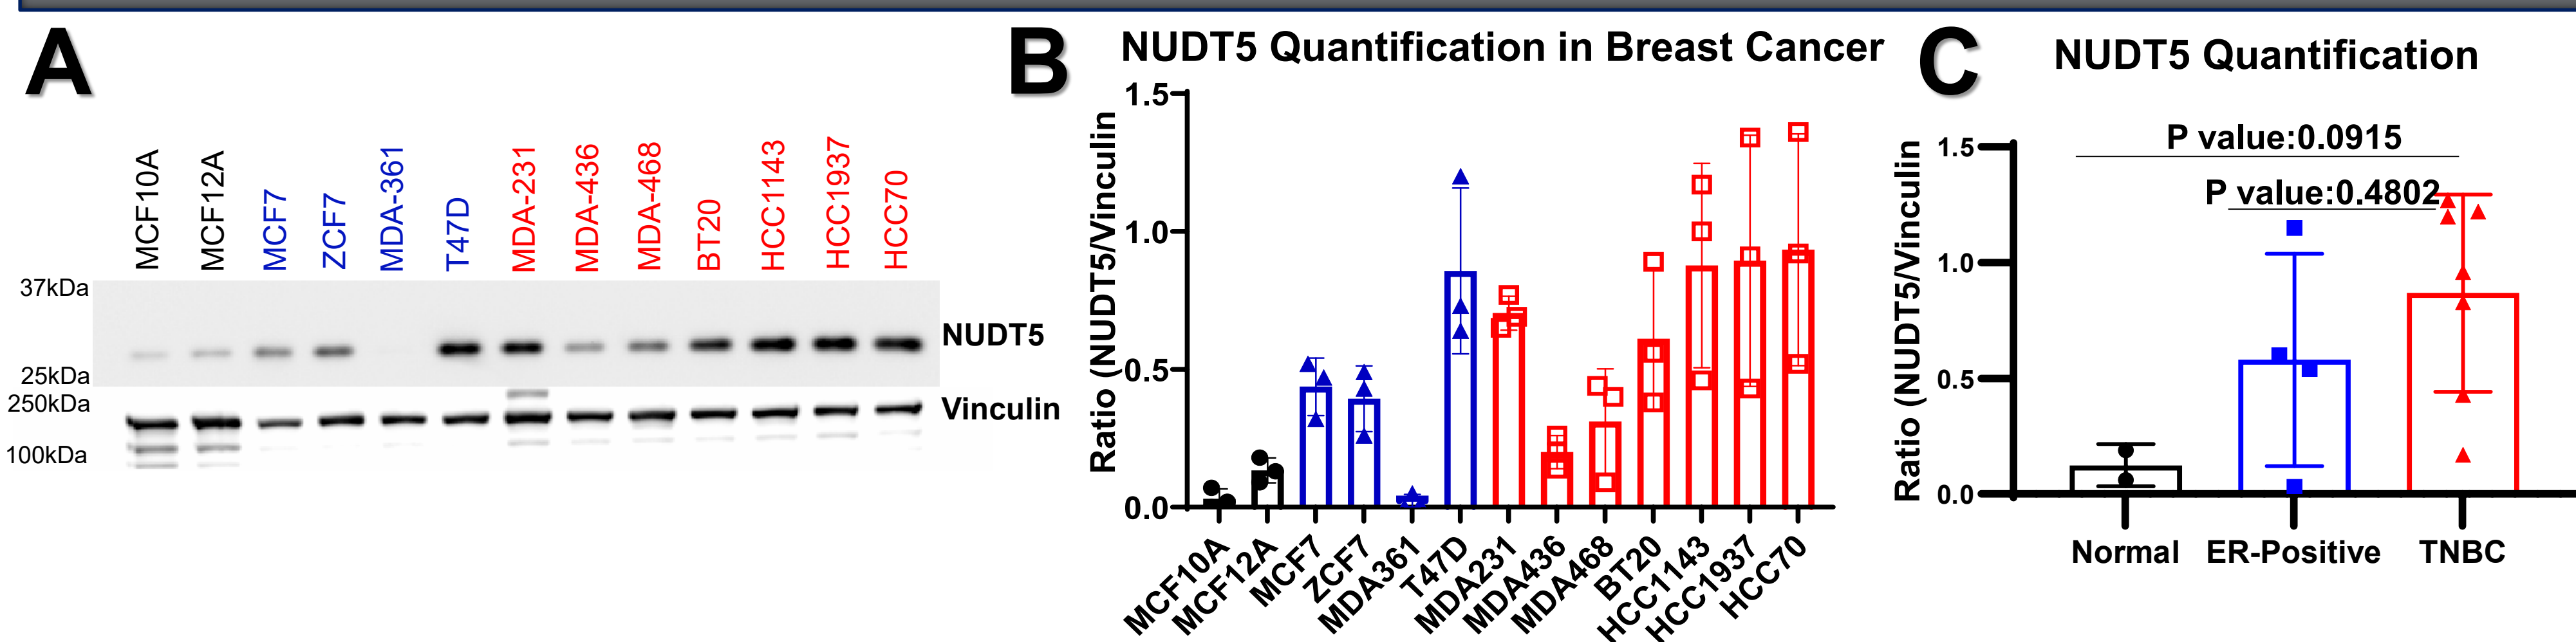 A
MCF10A
MCF12A
MCF7
ZCF7
MDA-361
T47D
MDA-231
MDA-436
MDA-468
BT20
HCC1143
HCC1937
HCC70
37kDa
NUDT5
25kDa
250kDa
Vinculin
100kDa
B
NUDT5 Quantification in Breast Cancer
Ratio (NUDT5/Vinculin
1.5
1.0
0.5
0.0
MCF10A
MCF12A
MCF7
ZCF7
MDA361
T47D
MDA231
MDA436
MDA468
BT20
HCC1143
HCC1937
HCC70
C
NUDT5 Quantification
Ratio (NUDT5/Vinculin
P value:0.0915
P value:0.4802
1.5
1.0
0.5
0.0
Normal
ER-Positive
TNBC